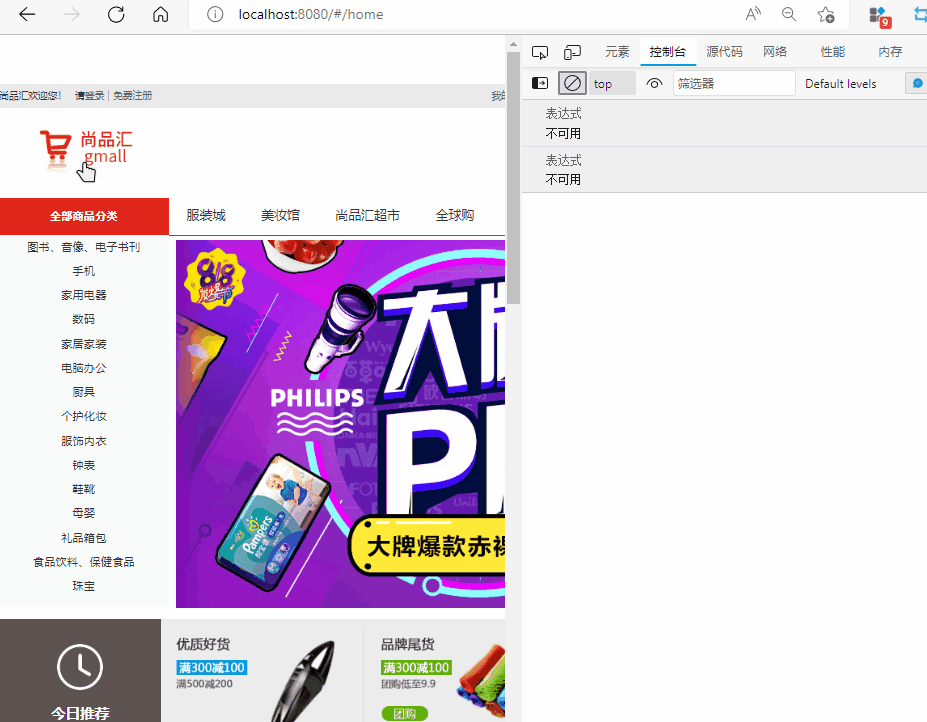 localhost:8080/#/home
9
元素 控制台 源代码 网络 性能 内存
top 筛选器 Default levels
表达式
不可用
表达式
不可用
尚品汇欢迎您! 请登录 | 免费注册 我的
尚品汇
gmall
全部商品分类 服装城 美妆馆 尚品汇超市 全球购
图书、音像、电子书刊
手机
家用电器
数码
家居家装
电脑办公
厨具
个护化妆
服饰内衣
钟表
鞋靴
母婴
礼品箱包
食品饮料、保健食品
珠宝
8.8
大牌
PHILIPS
Pampers
大牌爆款赤裸
今日推荐
优质好货
满300减100
满500减200
品牌尾货
满300减100
团购低至9.9
团购